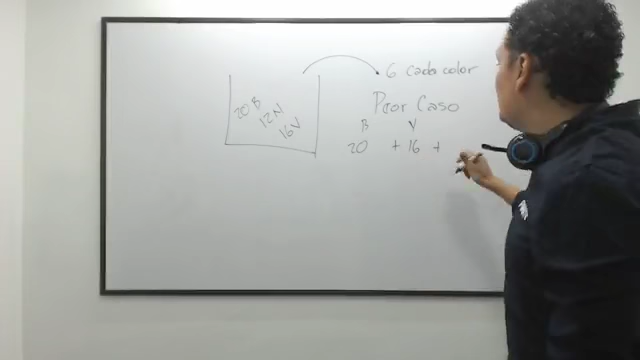 6 cada color
20 B
12 N
16 V
Peor Caso
B V
20 + 16 +